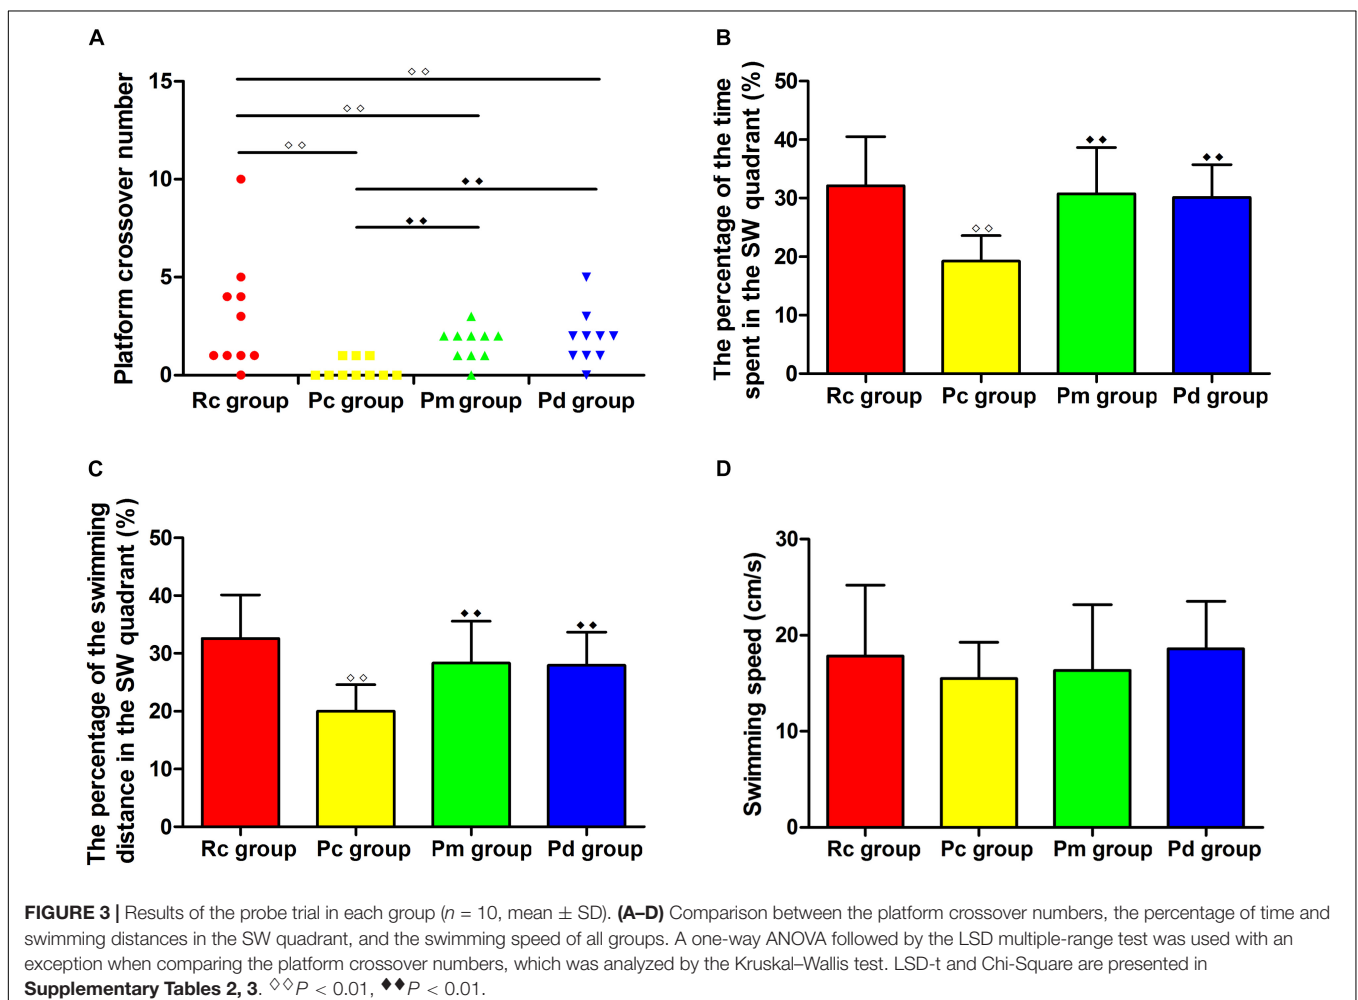 A
Platform crossover number
15
10
5
0
◇◇
◇◇
◇◇
◆◆
◆◆
Rc group Pc group Pm group Pd group
B
The percentage of the time
spent in the SW quadrant (%)
50
40
30
20
10
0
◇◇
◆◆
◆◆
Rc group Pc group Pm group Pd group
C
The percentage of the swimming
distance in the SW quadrant (%)
50
40
30
20
10
0
◇◇
◆◆
◆◆
Rc group Pc group Pm group Pd group
D
Swimming speed (cm/s)
30
20
10
0
Rc group Pc group Pm group Pd group
FIGURE 3 | Results of the probe trial in each group (n = 10, mean ± SD). (A–D) Comparison between the platform crossover numbers, the percentage of time and
swimming distances in the SW quadrant, and the swimming speed of all groups. A one-way ANOVA followed by the LSD multiple-range test was used with an
exception when comparing the platform crossover numbers, which was analyzed by the Kruskal–Wallis test. LSD-t and Chi-Square are presented in
Supplementary Tables 2, 3. ◇◇P < 0.01, ◆◆P < 0.01.